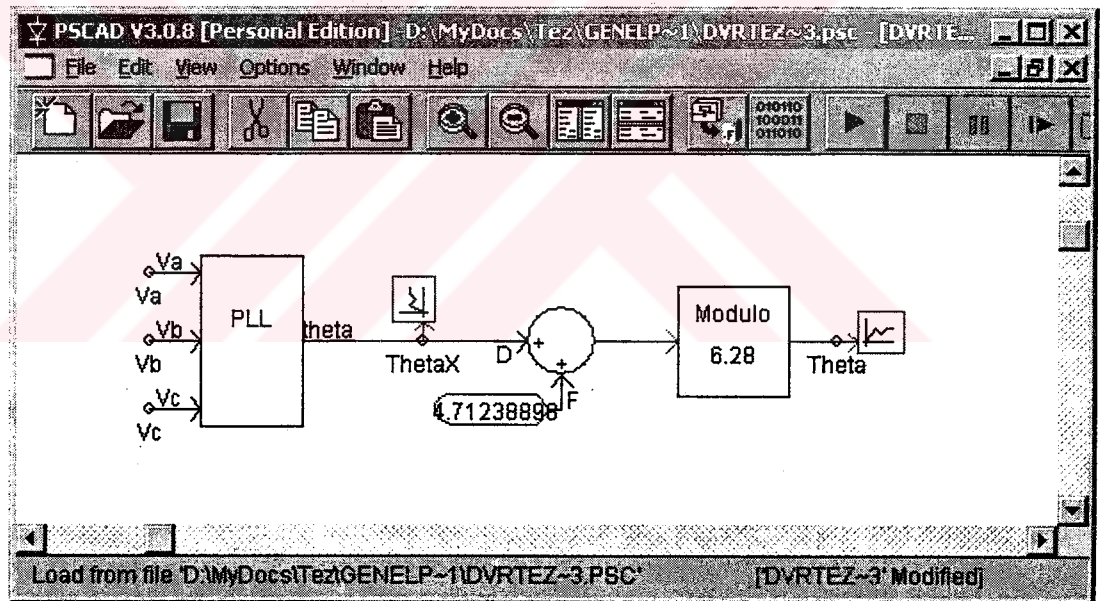 PSCAD V3.0.8 [Personal Edition] -D:\MyDocs\Tez\GENELP~1\DVRTEZ~3.psc - [DVRTE...
File Edit View Options Window Help
010110
100011
011010
F
Va
Va
Vb
Vb
Vc
Vc
PLL
theta
ThetaX
D
+
+
F
4.71238898
Modulo
6.28
Theta
Load from file 'D:\MyDocs\Tez\GENELP~1\DVRTEZ~3.PSC'
['DVRTEZ~3' Modified]